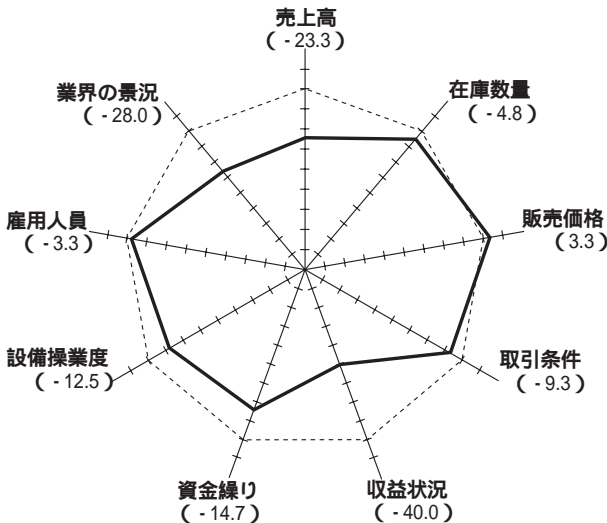 売上高
( -23.3)
在庫数量
( -4.8)
販売価格
(3.3)
取引条件
( -9.3)
収益状況
( -40.0)
資金繰り
( -14.7)
設備操業度
( -12.5)
雇用人員
( -3.3)
業界の景況
( -28.0)